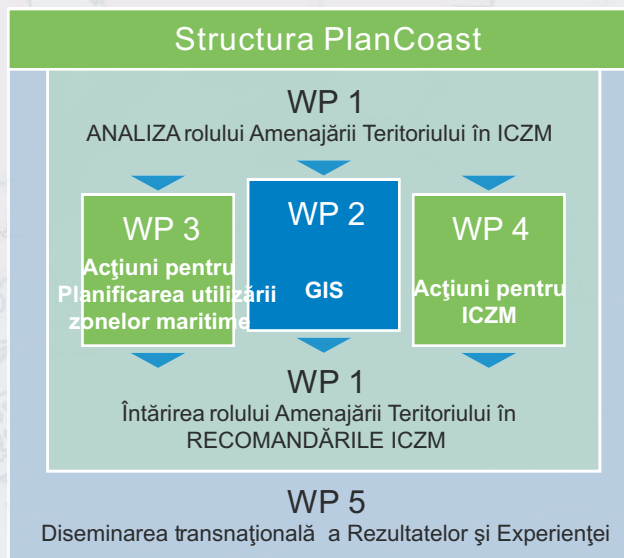 Structura PlanCoast
WP 1
ANALIZA rolului Amenajării Teritoriului în ICZM
WP 3
Acţiuni pentru
Planificarea utilizării
zonelor maritime
WP 2
GIS
WP 4
Acţiuni pentru
ICZM
WP 1
Întărirea rolului Amenajării Teritoriului în
RECOMANDĂRILE ICZM
WP 5
Diseminarea transnaţională a Rezultatelor şi Experienţei